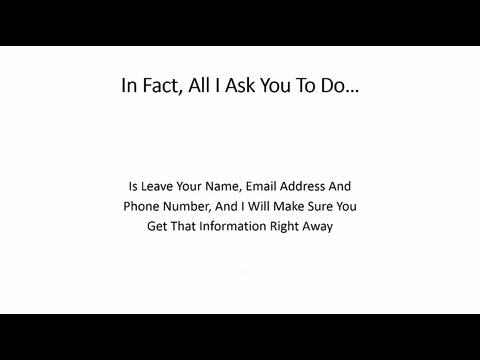 In Fact, All I Ask You To Do...
Is Leave Your Name, Email Address And
Phone Number, And I Will Make Sure You
Get That Information Right Away